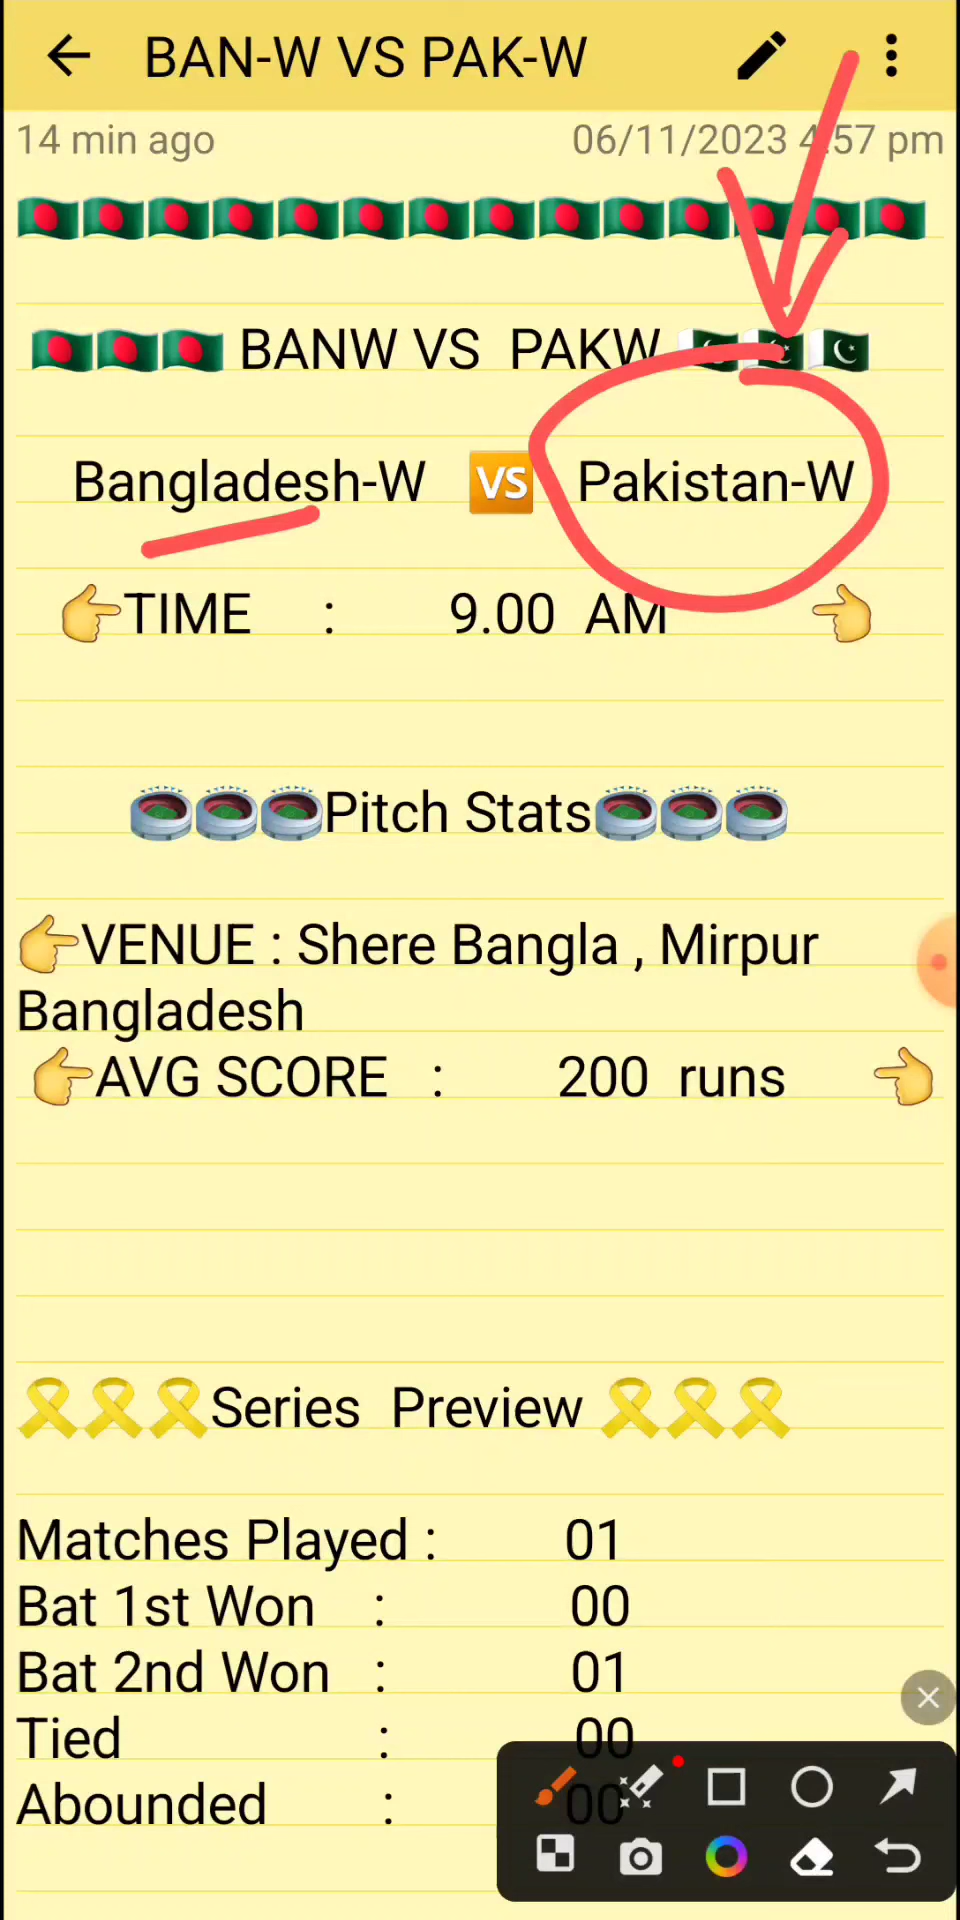 BAN-W VS PAK-W
14 min ago 06/11/2023 4:57 pm
BANW VS PAKW
Bangladesh-W VS Pakistan-W
TIME : 9.00 AM
Pitch Stats
VENUE : Shere Bangla , Mirpur
Bangladesh
AVG SCORE : 200 runs
Series Preview
Matches Played : 01
Bat 1st Won : 00
Bat 2nd Won : 01
Tied : 00
Abounded : 00